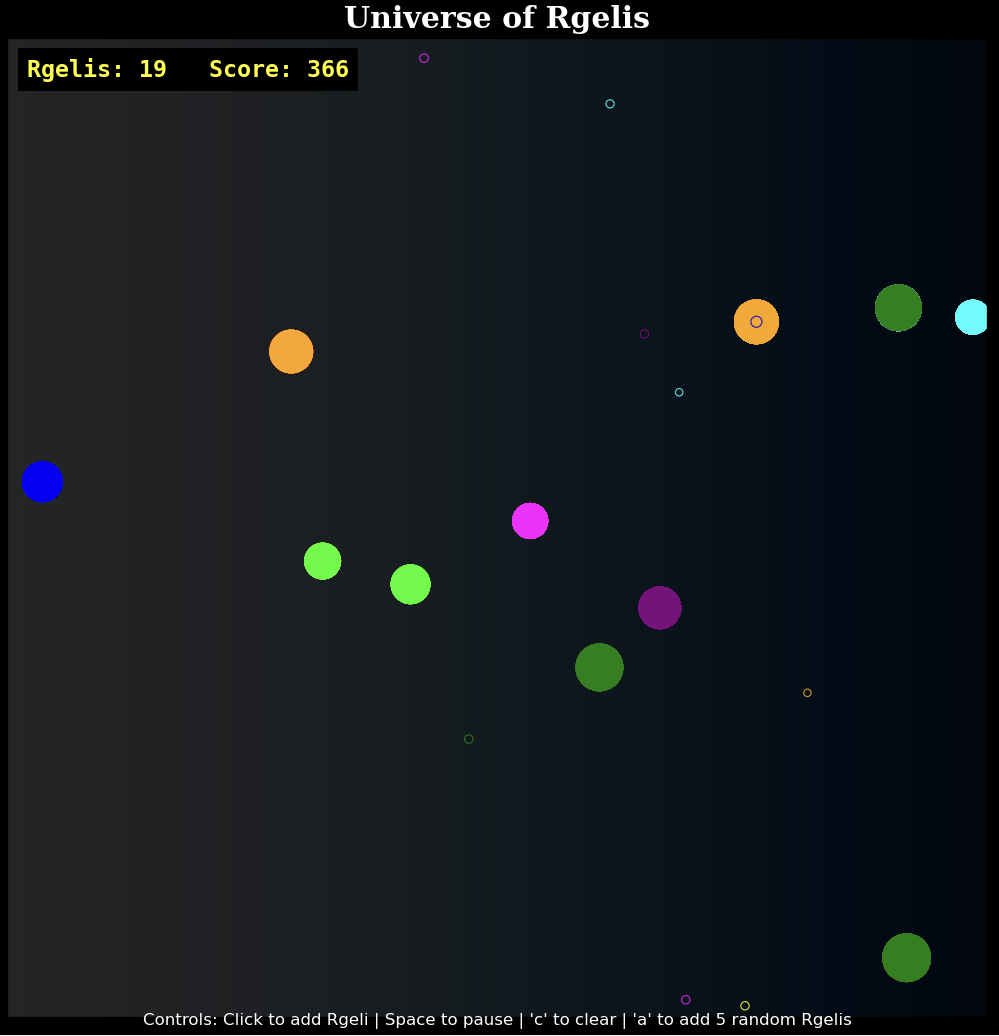 Universe of Rgelis
Rgelis: 19   Score: 366
Controls: Click to add Rgeli | Space to pause | 'c' to clear | 'a' to add 5 random Rgelis